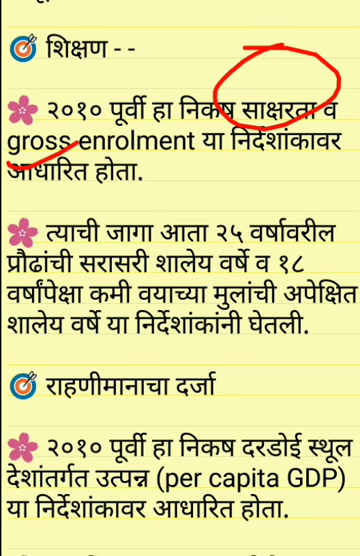 शिक्षण - -
२०१० पूर्वी हा निकष साक्षरता व
gross enrolment या निर्देशांकावर
आधारित होता.
त्याची जागा आता २५ वर्षावरील
प्रौढांची सरासरी शालेय वर्षे व १८
वर्षांपेक्षा कमी वयाच्या मुलांची अपेक्षित
शालेय वर्षे या निर्देशांकांनी घेतली.
राहणीमानाचा दर्जा
२०१० पूर्वी हा निकष दरडोई स्थूल
देशांतर्गत उत्पन्न (per capita GDP)
या निर्देशांकावर आधारित होता.